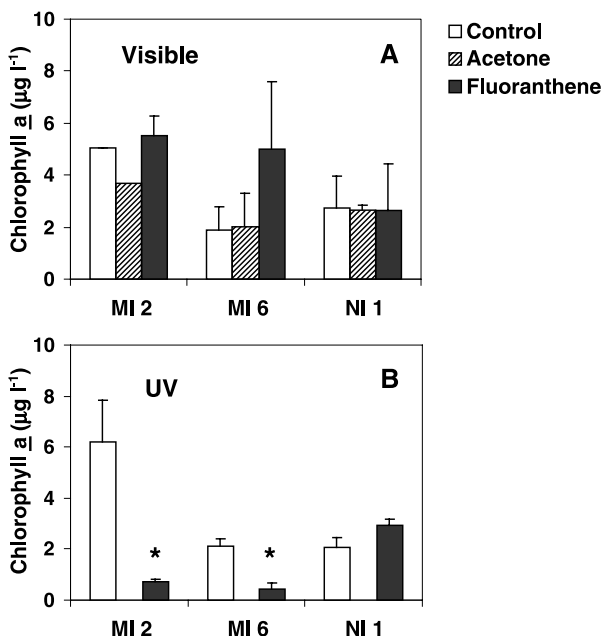 10
8
6
4
2
0
Chlorophyll a (µg l-1)
Visible
A
Control
Acetone
Fluoranthene
MI 2
MI 6
NI 1
10
8
6
4
2
0
Chlorophyll a (µg l-1)
UV
B
*
*
MI 2
MI 6
NI 1